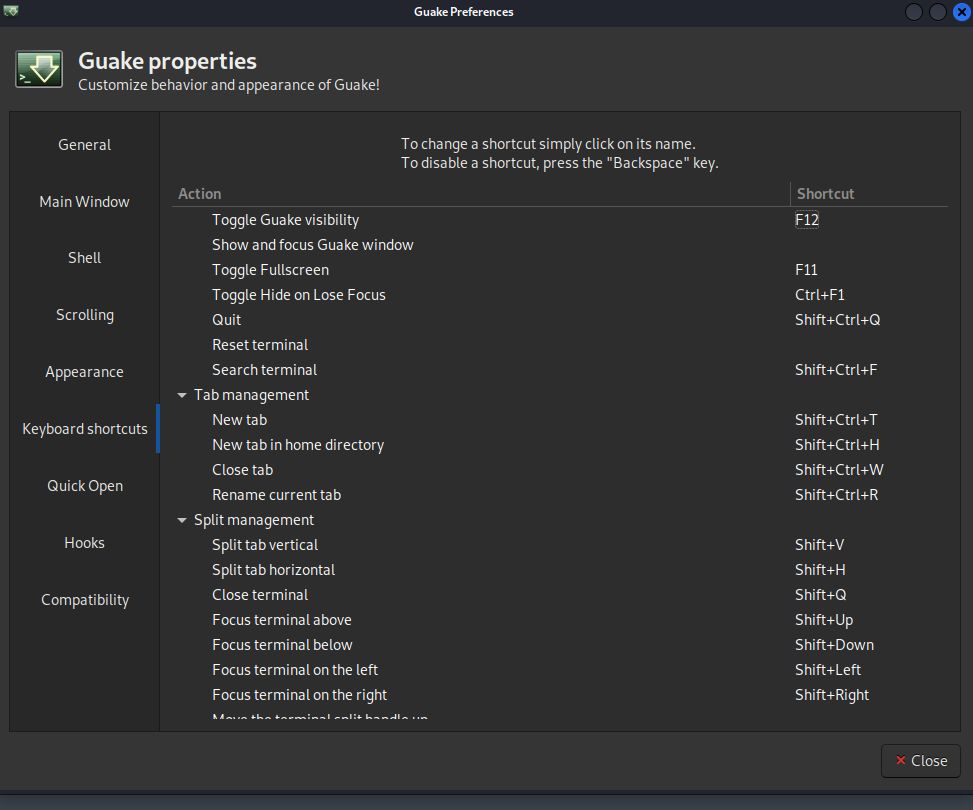 Guake Preferences
Guake properties
Customize behavior and appearance of Guake!
General
Main Window
Shell
Scrolling
Appearance
Keyboard shortcuts
Quick Open
Hooks
Compatibility
To change a shortcut simply click on its name.
To disable a shortcut, press the "Backspace" key.
Action Shortcut
Toggle Guake visibility F12
Show and focus Guake window
Toggle Fullscreen F11
Toggle Hide on Lose Focus Ctrl+F1
Quit Shift+Ctrl+Q
Reset terminal
Search terminal Shift+Ctrl+F
Tab management
New tab Shift+Ctrl+T
New tab in home directory Shift+Ctrl+H
Close tab Shift+Ctrl+W
Rename current tab Shift+Ctrl+R
Split management
Split tab vertical Shift+V
Split tab horizontal Shift+H
Close terminal Shift+Q
Focus terminal above Shift+Up
Focus terminal below Shift+Down
Focus terminal on the left Shift+Left
Focus terminal on the right Shift+Right
Move the terminal split handle up
Close